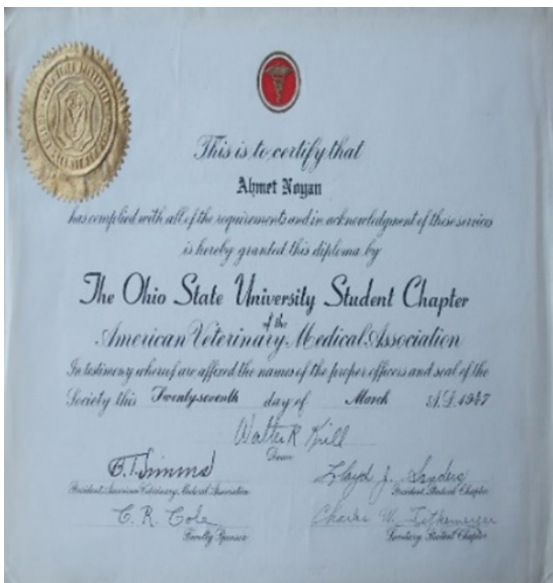 This is to certify that
Ahmet Noyan
has complied with all of the requirements and in acknowledgment of these services
is hereby granted this diploma by
The Ohio State University Student Chapter
of the
American Veterinary Medical Association
In testimony whereof are affixed the names of the proper officers and seal of the
Society this Twenty seventh day of March A.D. 1947
Walter R Krill
Dean
B.T. Simms Lloyd J.
President American Veterinary Medical Association President Student Chapter
C. R. Cole Charles W.
Faculty Sponsor Secretary Student Chapter